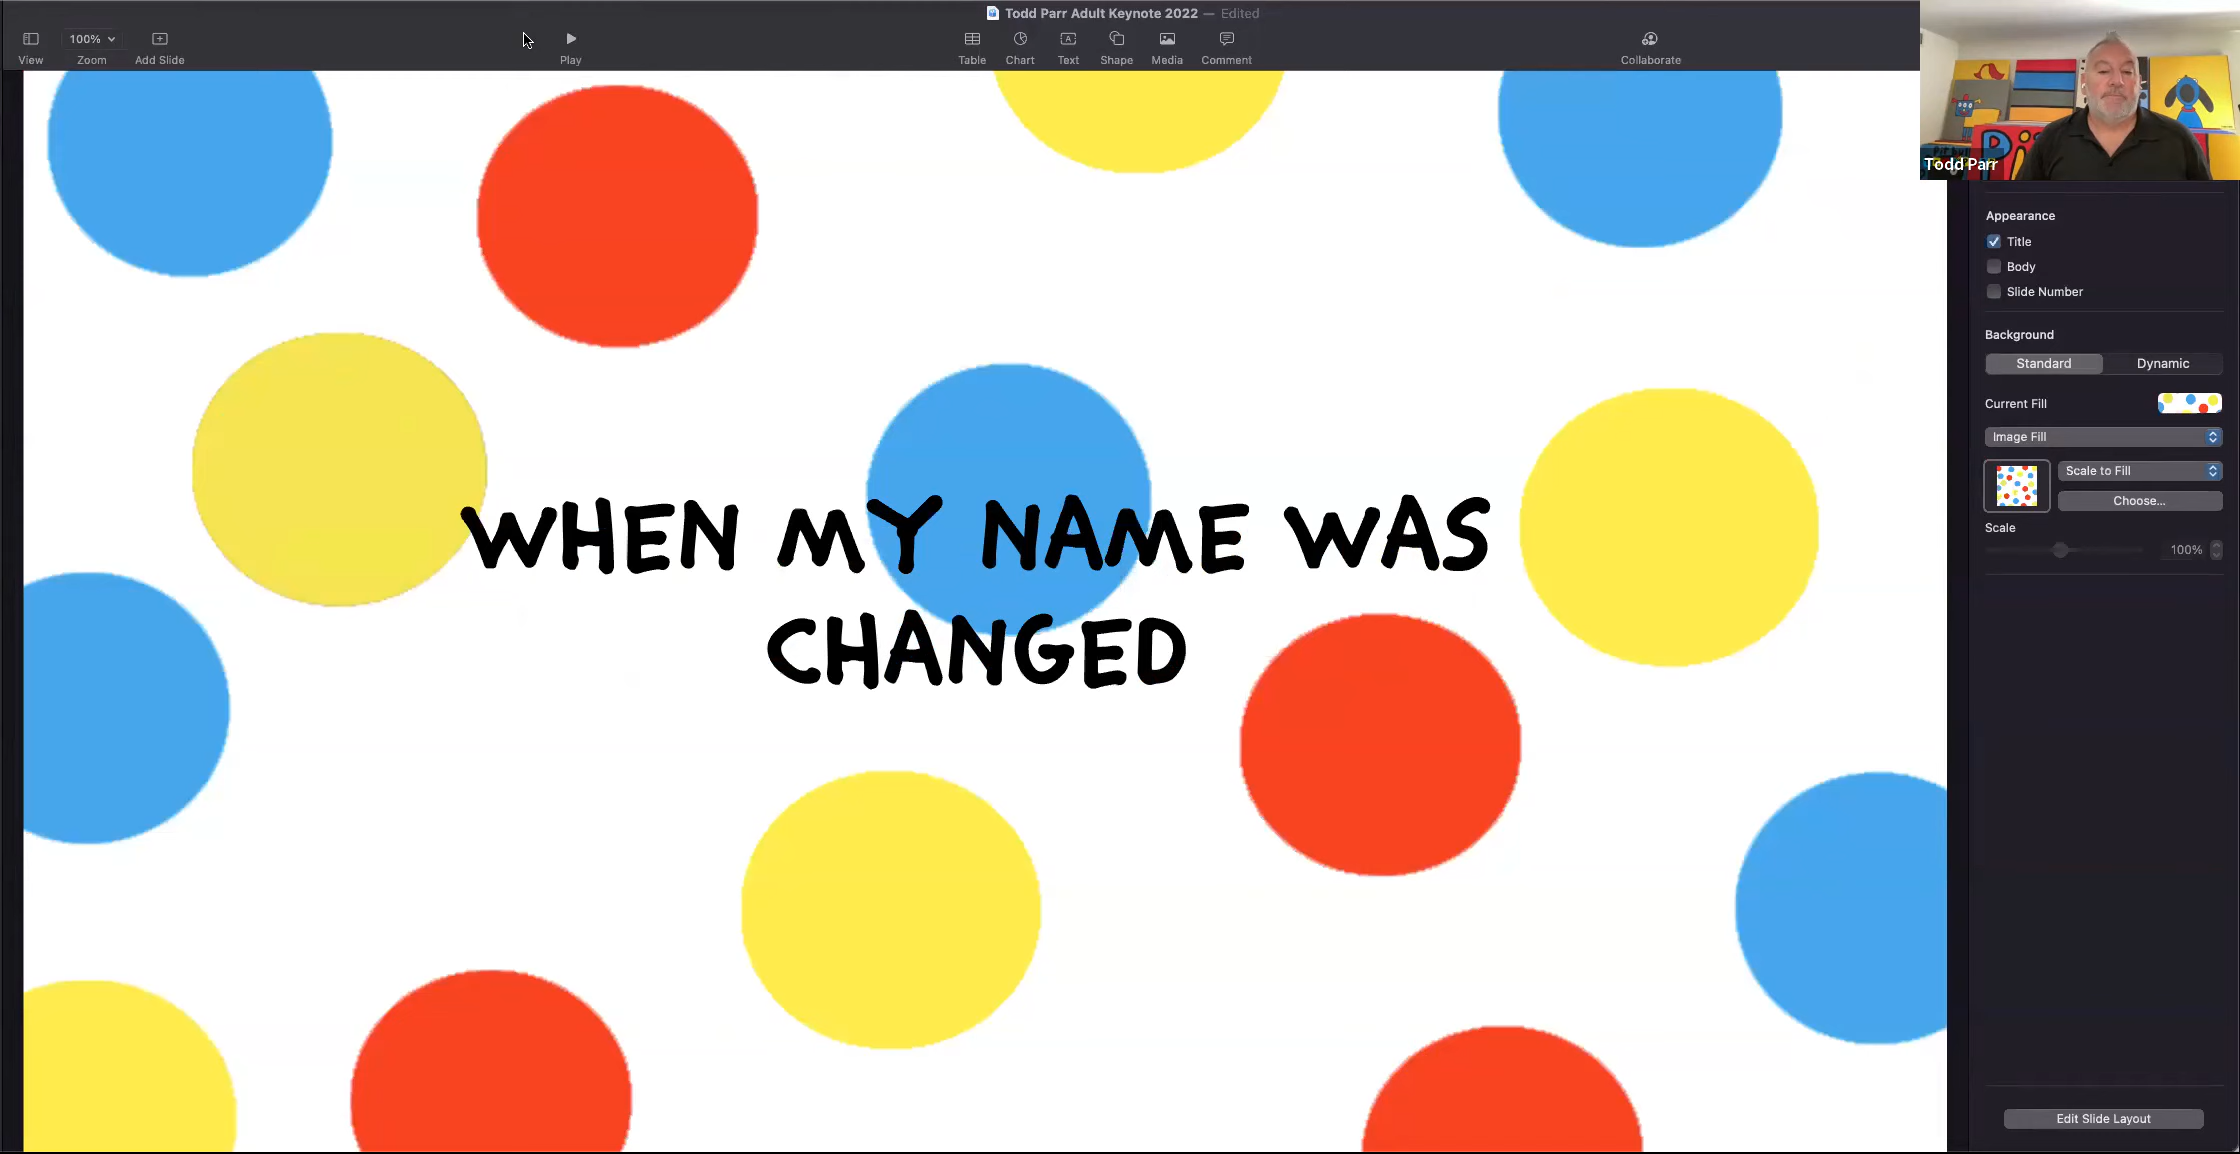 Todd Parr Adult Keynote 2022 — Edited
View
100%
Zoom
Add Slide
Play
Table
Chart
Text
Shape
Media
Comment
Collaborate
Todd Parr
WHEN MY NAME WAS
CHANGED
Appearance
Title
Body
Slide Number
Background
Standard
Dynamic
Current Fill
Image Fill
Scale to Fill
Choose...
Scale
100%
Edit Slide Layout